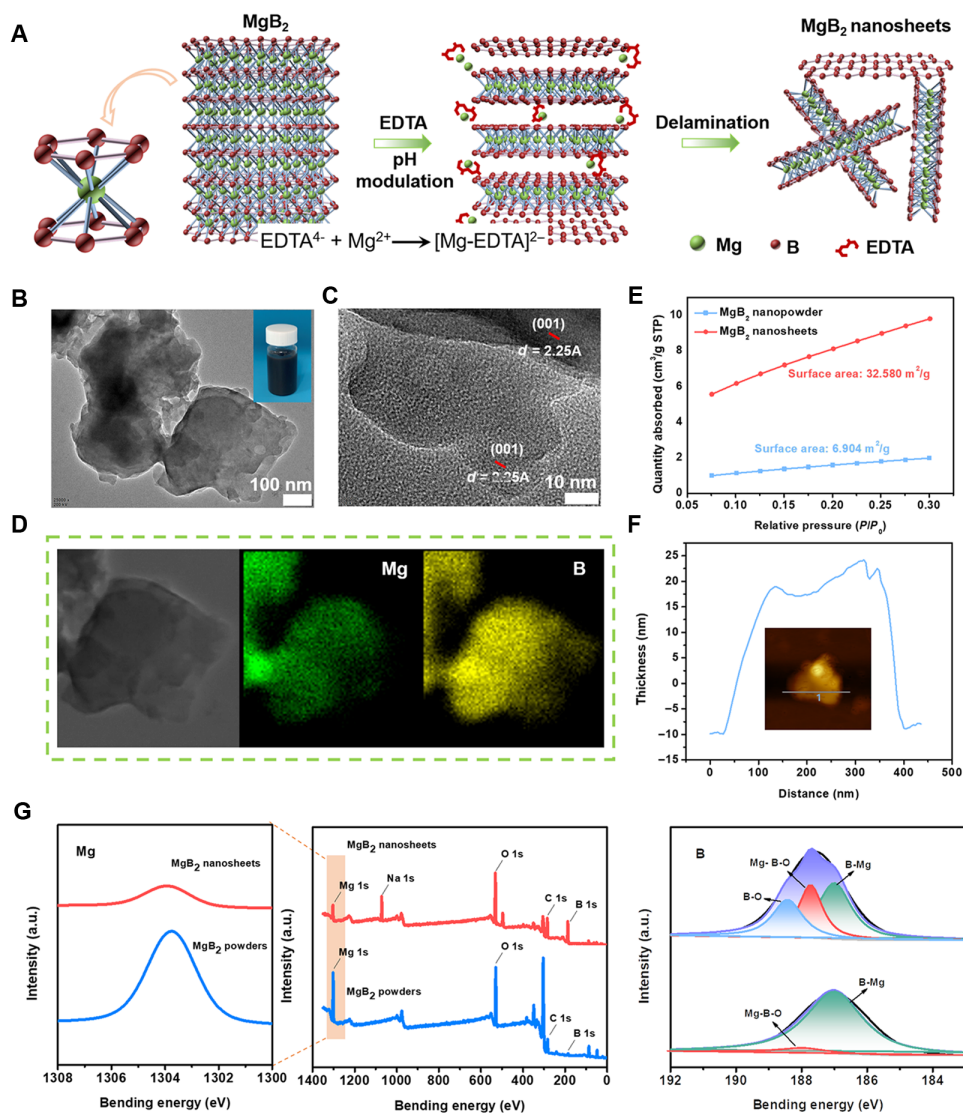 A
MgB2
MgB2 nanosheets
EDTA
pH
modulation
Delamination
EDTA4- + Mg2+ → [Mg-EDTA]2−
Mg
B
EDTA
B
100 nm
C
(001)
d = 2.25A
(001)
d = 2.25A
10 nm
E
MgB2 nanopowder
MgB2 nanosheets
Surface area: 32.580 m2/g
Surface area: 6.904 m2/g
Quantity absorbed (cm3/g STP)
10
8
6
4
2
0
0.05
0.10
0.15
0.20
0.25
0.30
Relative pressure (P/P0)
D
Mg
B
F
Thickness (nm)
25
20
15
10
5
0
−5
−10
−15
1
0
100
200
300
400
500
Distance (nm)
G
Mg
MgB2 nanosheets
MgB2 powders
Intensity (a.u.)
1308
1306
1304
1302
1300
Bending energy (eV)
MgB2 nanosheets
Mg 1s
Na 1s
O 1s
C 1s
B 1s
Mg 1s
MgB2 powders
O 1s
C 1s
B 1s
Intensity (a.u.)
1400
1200
1000
800
600
400
200
0
Bending energy (eV)
B
Mg- B-O
B-O
B-Mg
B-Mg
Mg-B-O
Intensity (a.u.)
192
190
188
186
184
Bending energy (eV)